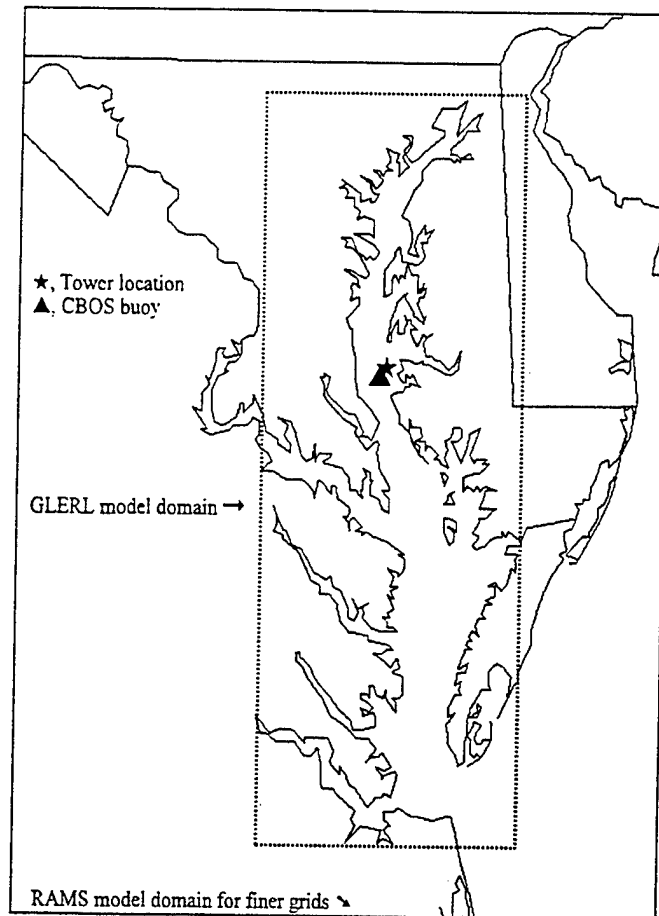 ★, Tower location
▲, CBOS buoy
GLERL model domain →
RAMS model domain for finer grids ↘